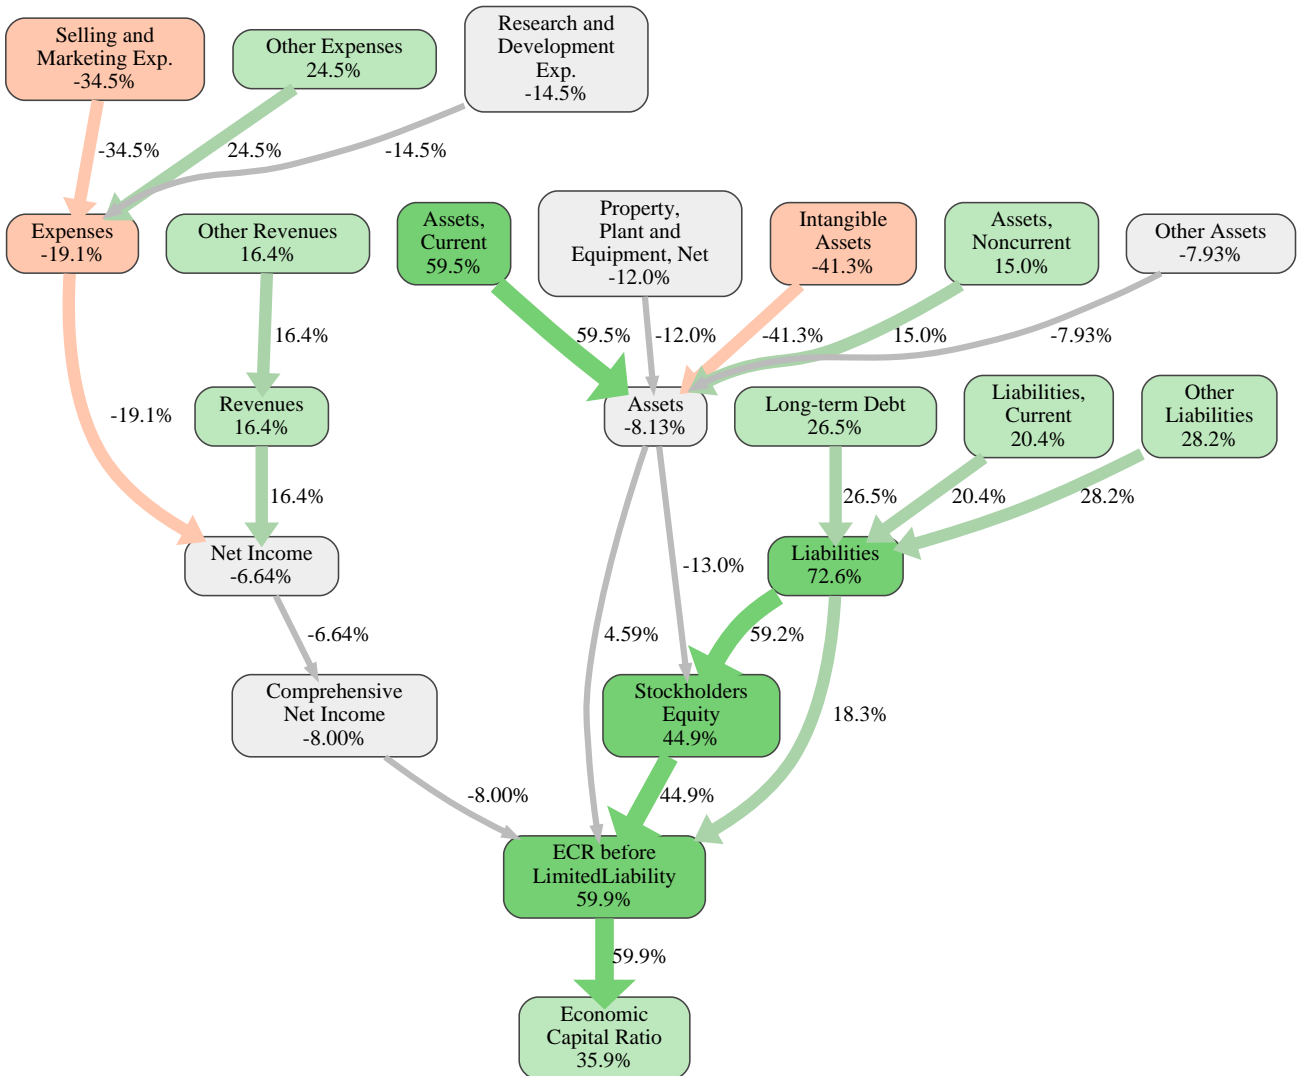 Selling and
Marketing Exp.
-34.5%
Other Expenses
24.5%
Research and
Development
Exp.
-14.5%
-34.5%
24.5%
-14.5%
Expenses
-19.1%
Other Revenues
16.4%
Assets,
Current
59.5%
Property,
Plant and
Equipment, Net
-12.0%
Intangible
Assets
-41.3%
Assets,
Noncurrent
15.0%
Other Assets
-7.93%
16.4%
59.5%
-12.0%
-41.3%
15.0%
-7.93%
-19.1%
Revenues
16.4%
Assets
-8.13%
Long-term Debt
26.5%
Liabilities,
Current
20.4%
Other
Liabilities
28.2%
16.4%
26.5%
20.4%
28.2%
Net Income
-6.64%
-13.0%
Liabilities
72.6%
-6.64%
4.59%
59.2%
Comprehensive
Net Income
-8.00%
Stockholders
Equity
44.9%
18.3%
-8.00%
44.9%
ECR before
LimitedLiability
59.9%
59.9%
Economic
Capital Ratio
35.9%